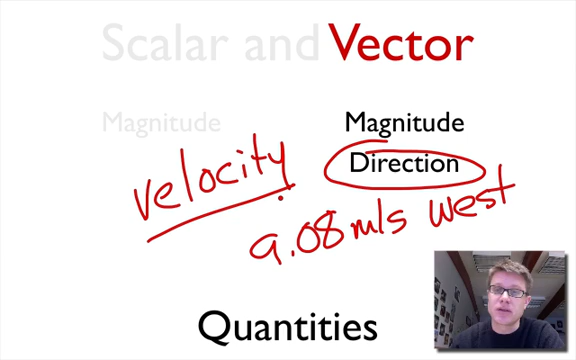 Scalar and Vector
Magnitude Magnitude
Direction
velocity
9.08 m/s west
Quantities